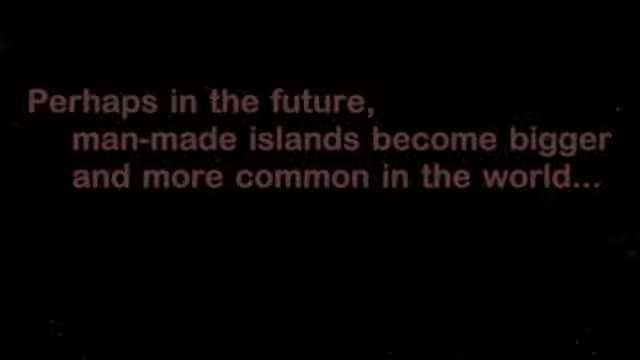 Perhaps in the future,
man-made islands become bigger
and more common in the world...